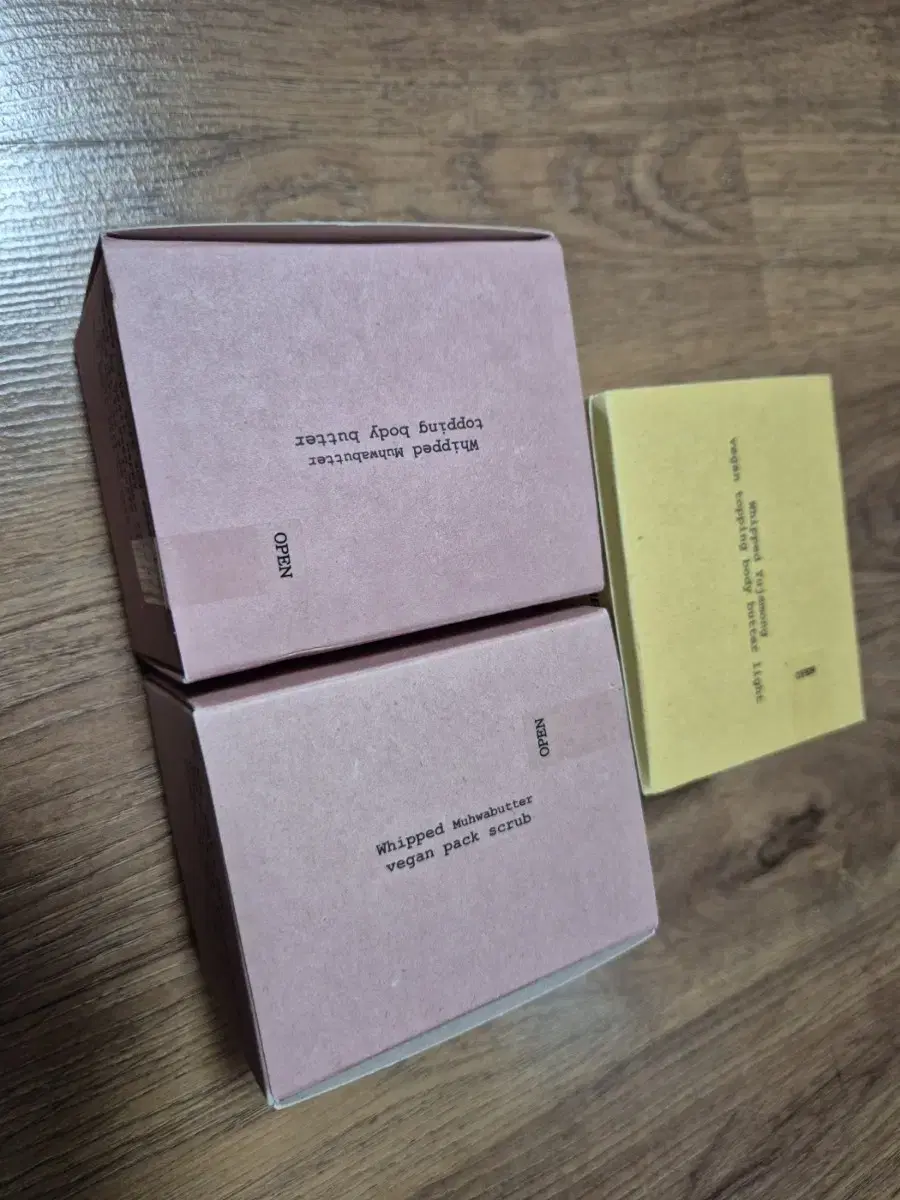 Whipped Muhwabutter
topping body butter
OPEN
OPEN
Whipped Muhwabutter
vegan pack scrub
Whipped Yujamong
vegan topping body butter light